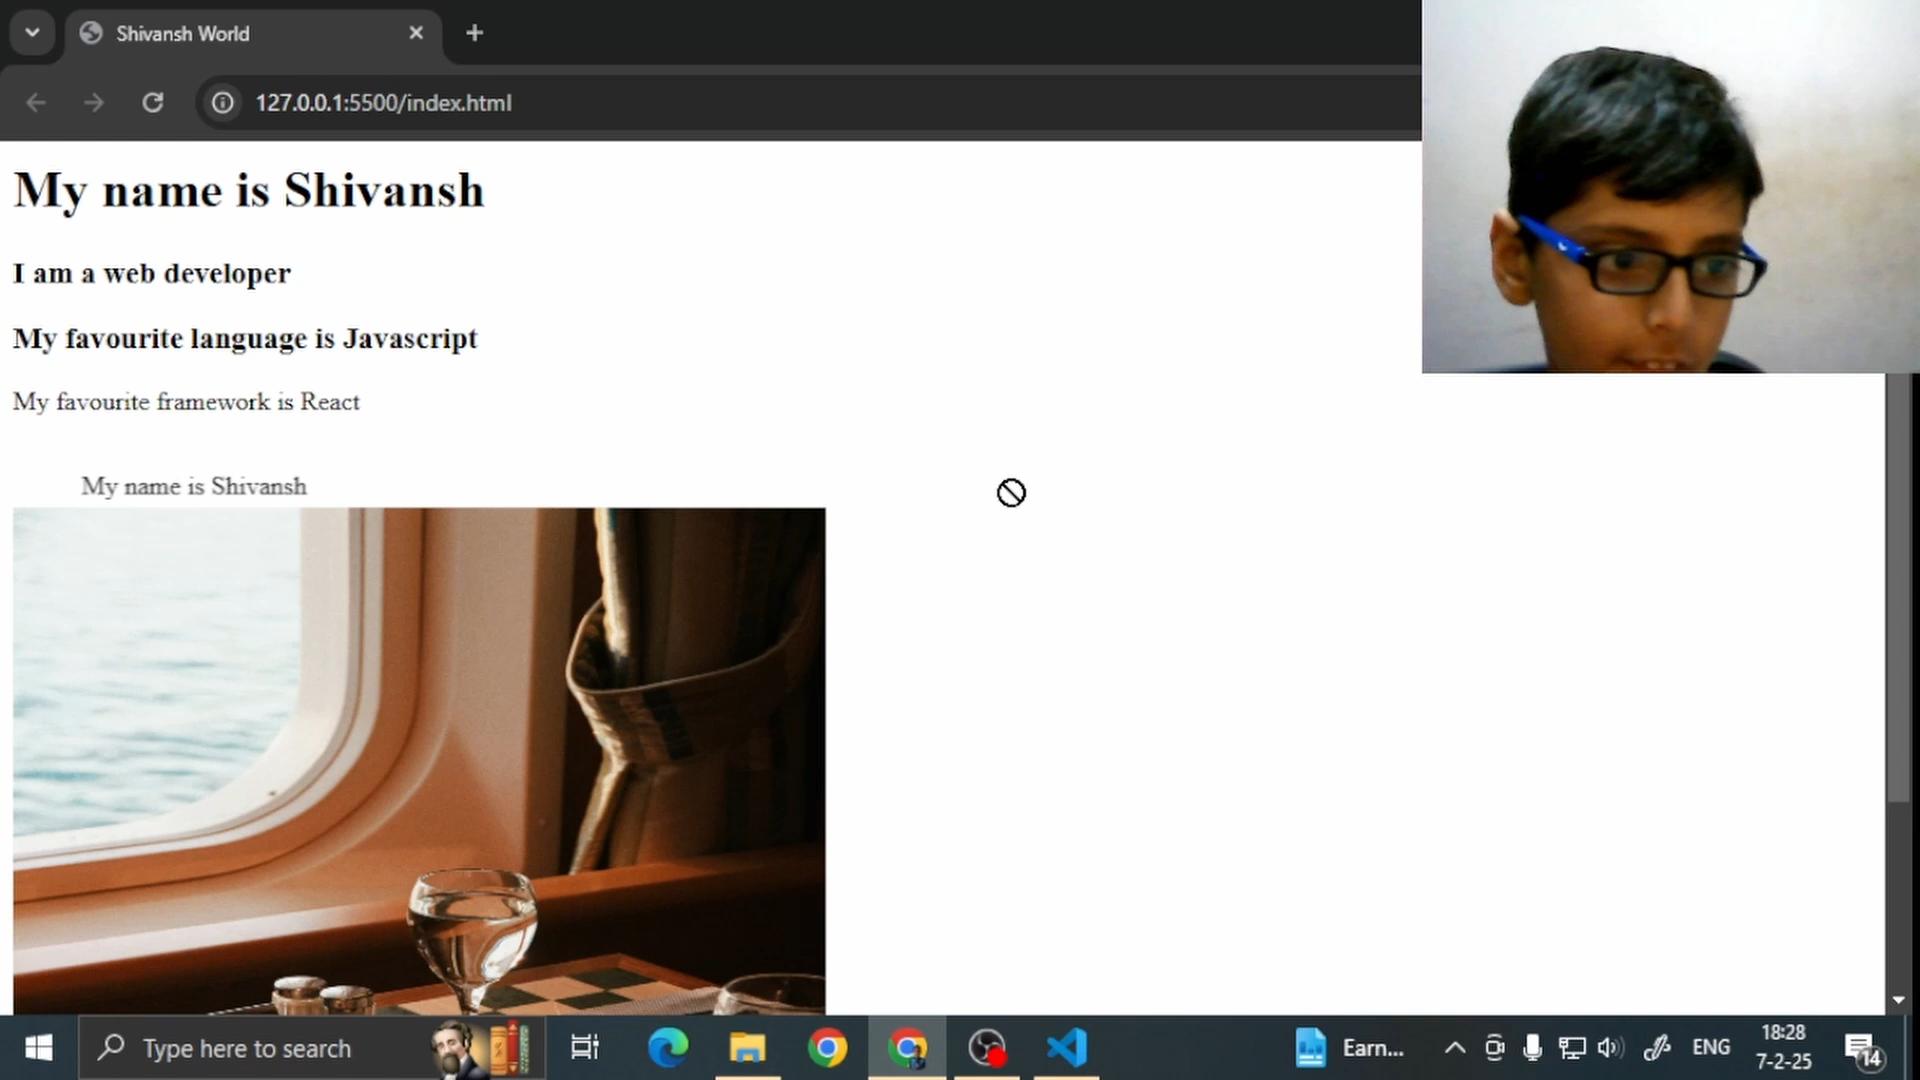 Shivansh World
127.0.0.1:5500/index.html
My name is Shivansh
I am a web developer
My favourite language is Javascript
My favourite framework is React
My name is Shivansh
Type here to search
Earn...
ENG
18:28
7-2-25
14